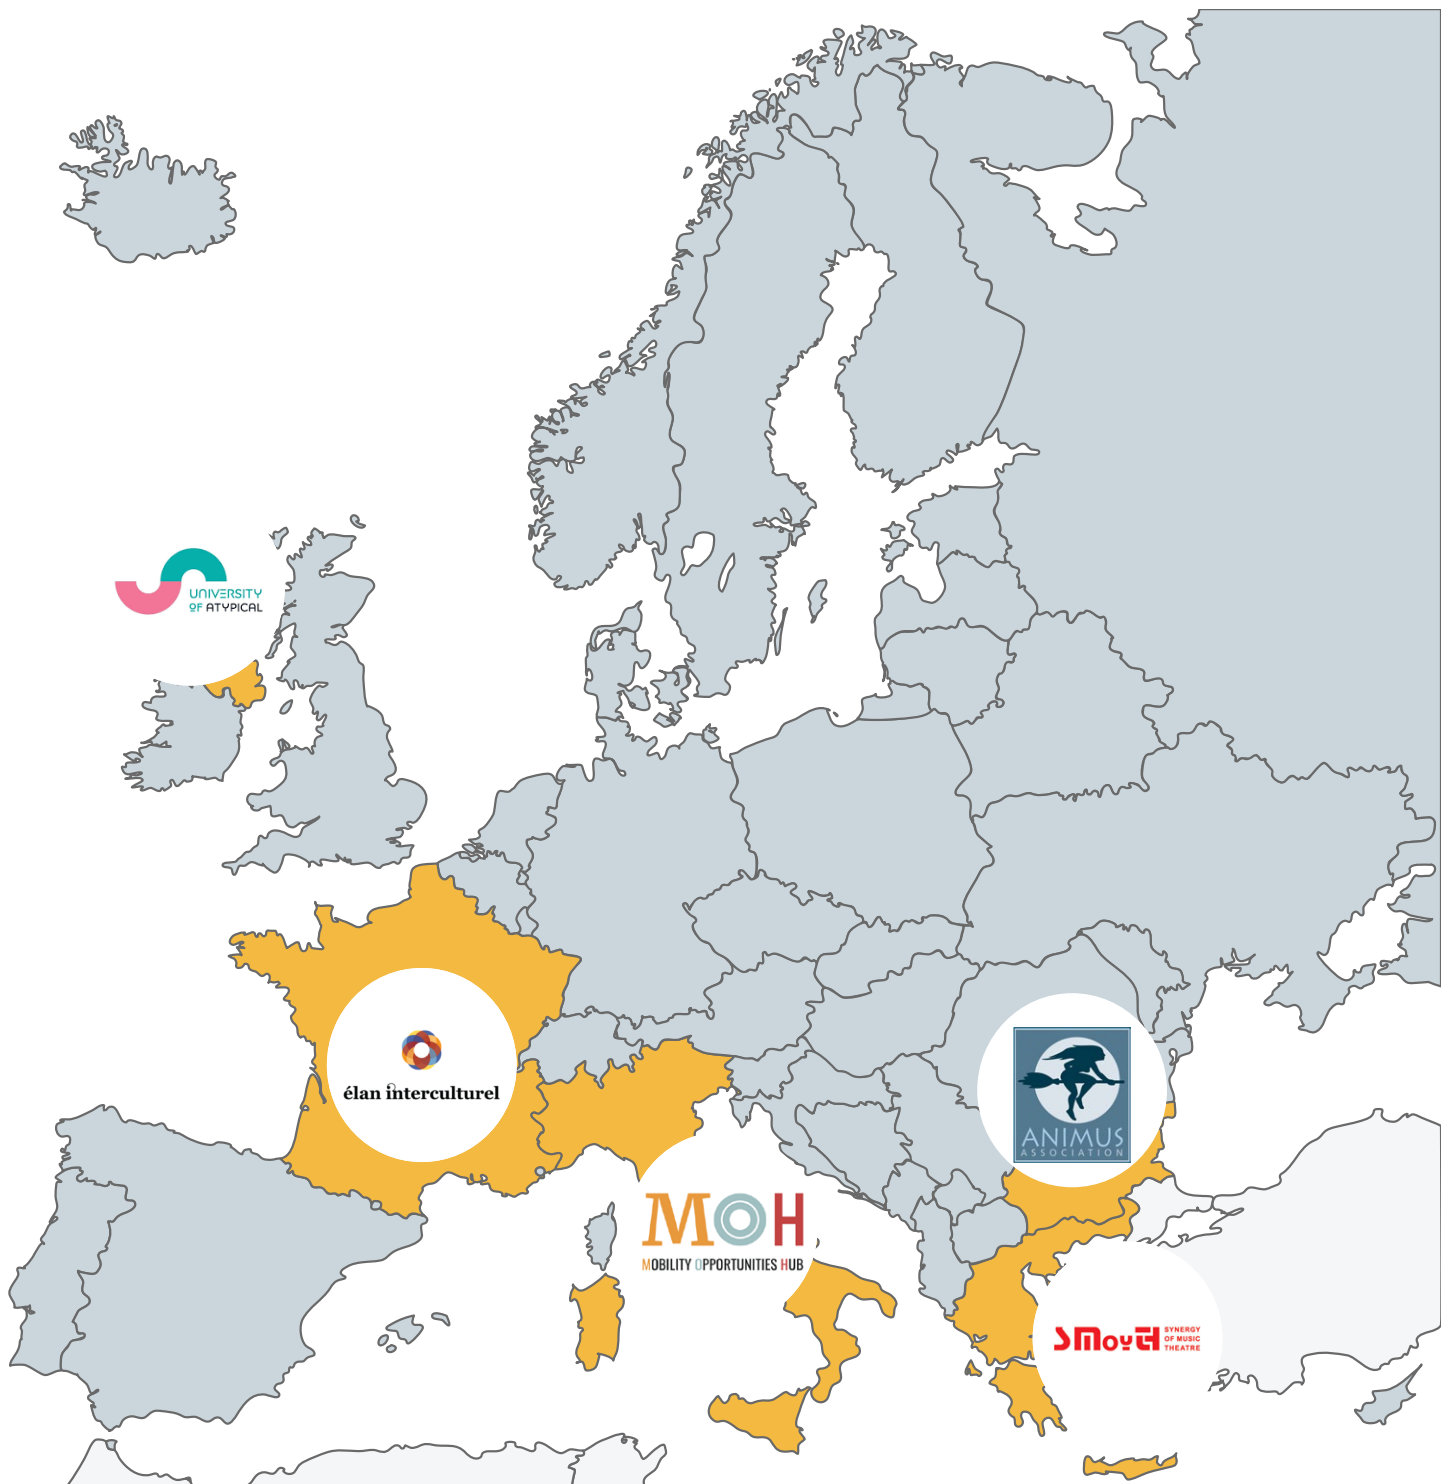 UNIVERSITY
OF ATYPICAL
élan interculturel
ANIMUS
ASSOCIATION
MOH
MOBILITY OPPORTUNITIES HUB
SMOUTH
SYNERGY
OF MUSIC
THEATRE